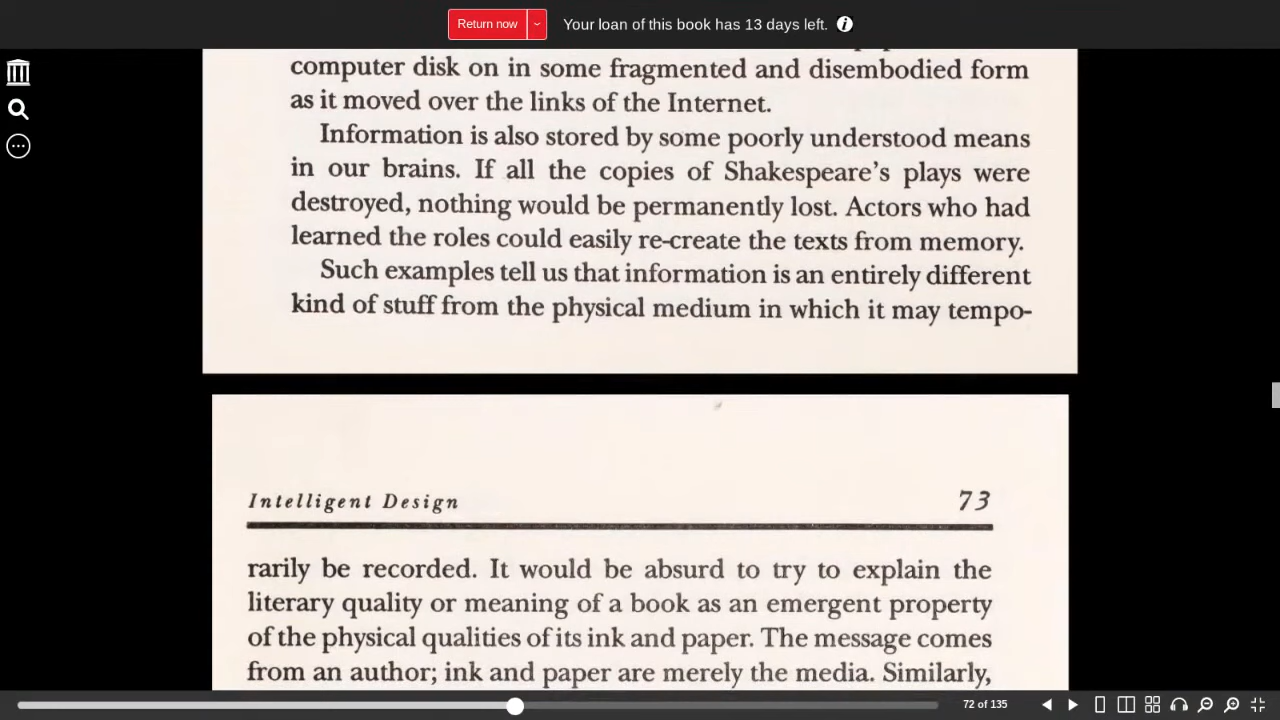 Return now
Your loan of this book has 13 days left.
computer disk on in some fragmented and disembodied form
as it moved over the links of the Internet.
Information is also stored by some poorly understood means
in our brains. If all the copies of Shakespeare's plays were
destroyed, nothing would be permanently lost. Actors who had
learned the roles could easily re-create the texts from memory.
Such examples tell us that information is an entirely different
kind of stuff from the physical medium in which it may tempo-
Intelligent Design 73
rarily be recorded. It would be absurd to try to explain the
literary quality or meaning of a book as an emergent property
of the physical qualities of its ink and paper. The message comes
from an author; ink and paper are merely the media. Similarly,
72 of 135